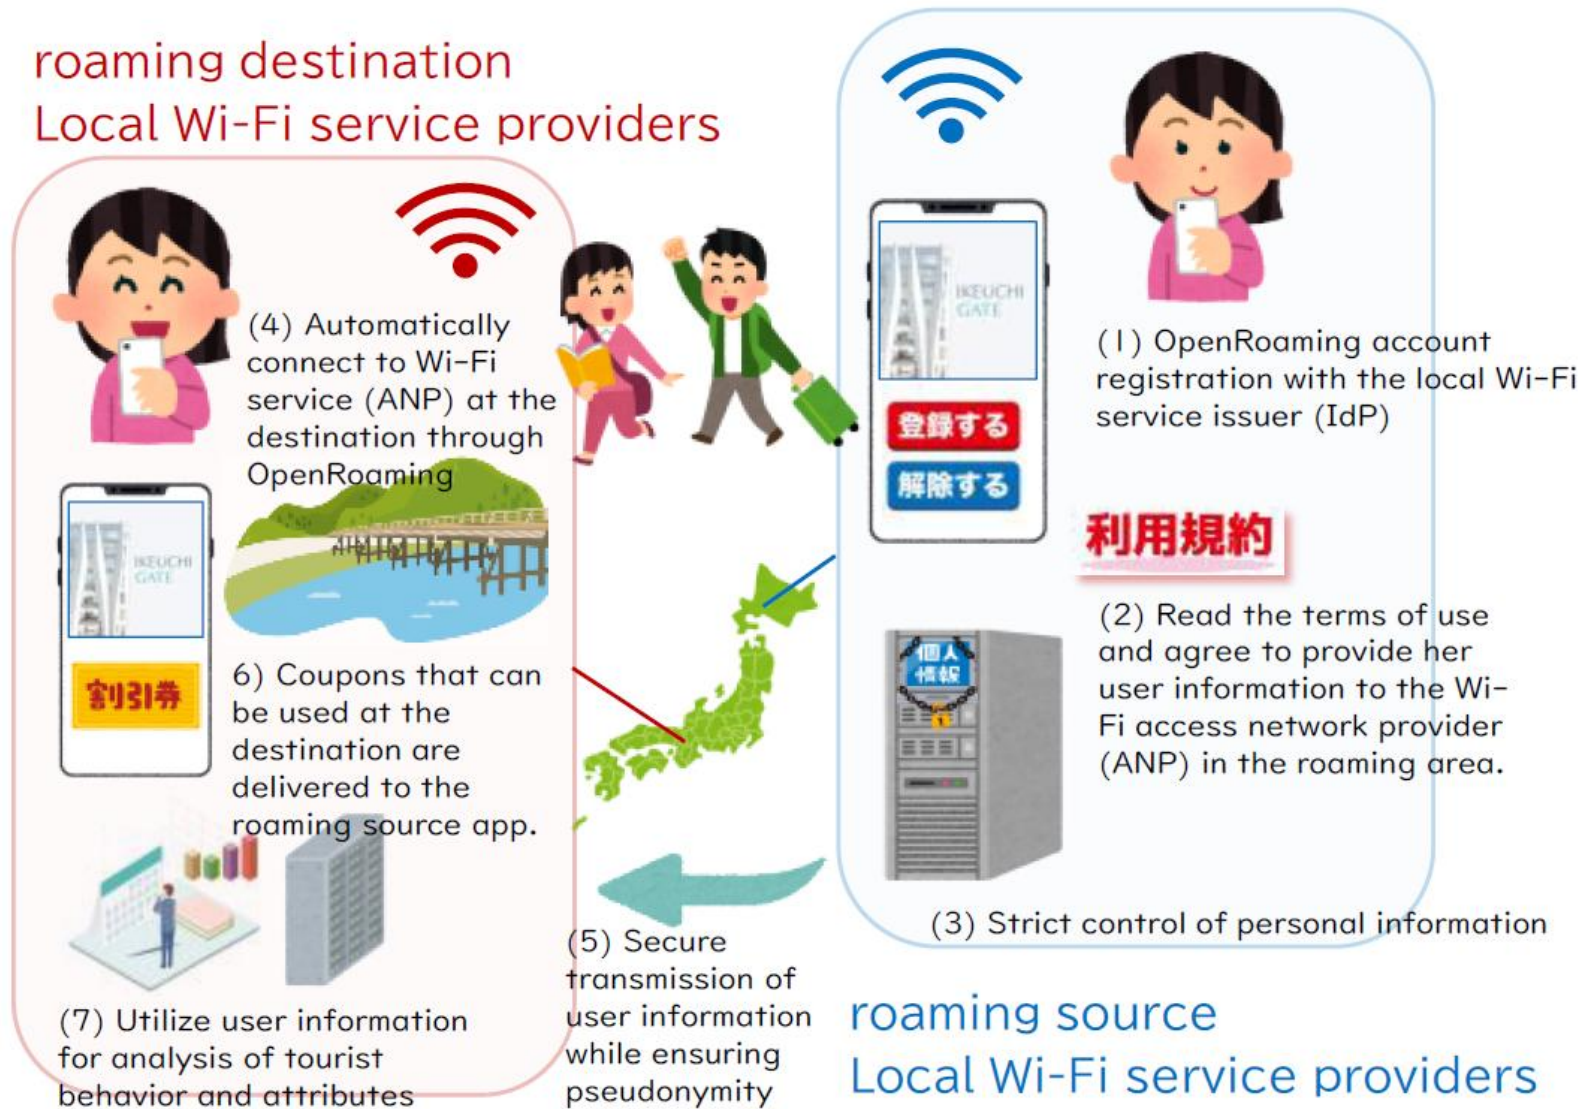 roaming destination
Local Wi-Fi service providers
(4) Automatically
connect to Wi-Fi
service (ANP) at the
destination through
OpenRoaming
IKEUCHI
GATE
割引券
6) Coupons that can
be used at the
destination are
delivered to the
roaming source app.
(7) Utilize user information
for analysis of tourist
behavior and attributes
(5) Secure
transmission of
user information
while ensuring
pseudonymity
IKEUCHI
GATE
登録する
解除する
(1) OpenRoaming account
registration with the local Wi-Fi
service issuer (IdP)
利用規約
(2) Read the terms of use
and agree to provide her
user information to the Wi-
Fi access network provider
(ANP) in the roaming area.
個人
情報
(3) Strict control of personal information
roaming source
Local Wi-Fi service providers